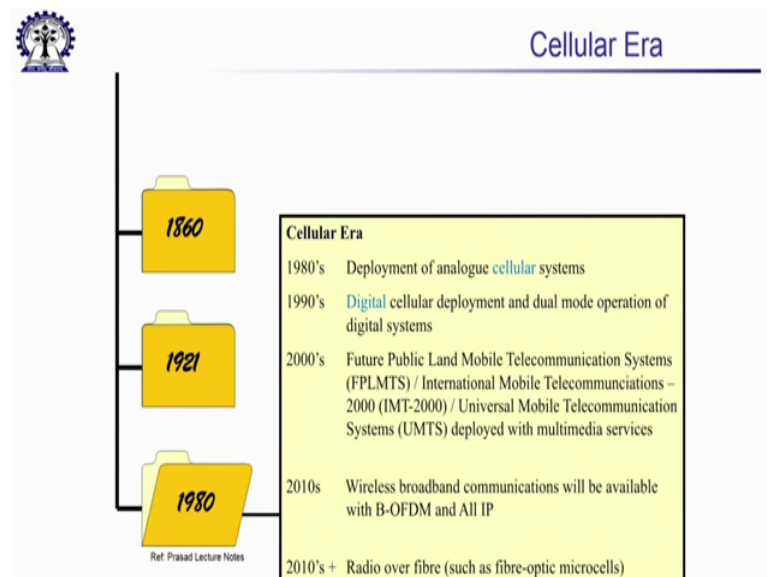 Cellular Era
1860
1921
1980
Ref: Prasad Lecture Notes
Cellular Era
1980's Deployment of analogue cellular systems
1990's Digital cellular deployment and dual mode operation of
digital systems
2000's Future Public Land Mobile Telecommunication Systems
(FPLMTS) / International Mobile Telecommunciations –
2000 (IMT-2000) / Universal Mobile Telecommunication
Systems (UMTS) deployed with multimedia services
2010s Wireless broadband communications will be available
with B-OFDM and All IP
2010's + Radio over fibre (such as fibre-optic microcells)